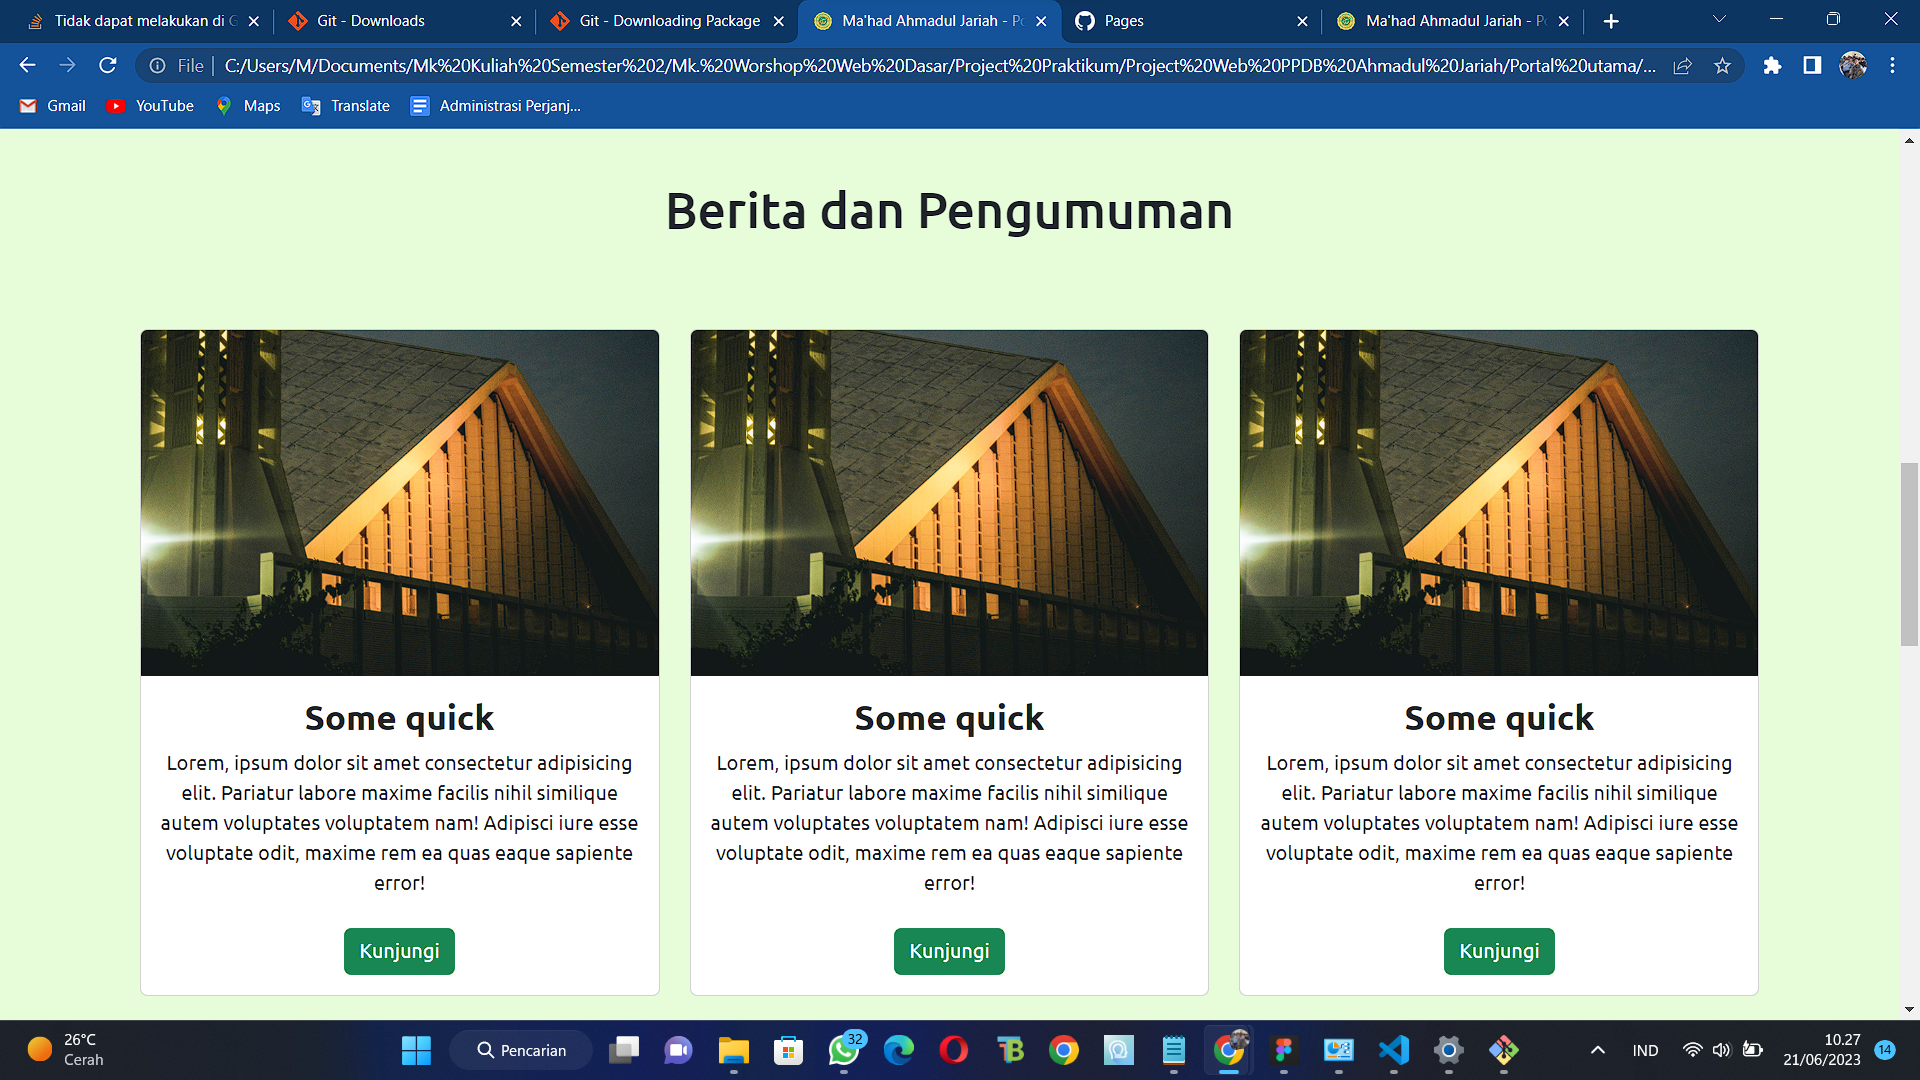 Tidak dapat melakukan di G
Git - Downloads
Git - Downloading Package
Ma'had Ahmadul Jariah - Po
Pages
Ma'had Ahmadul Jariah - Po
File
C:/Users/M/Documents/Mk%20Kuliah%20Semester%202/Mk.%20Worshop%20Web%20Dasar/Project%20Praktikum/Project%20Web%20PPDB%20Ahmadul%20Jariah/Portal%20utama/...
Gmail
YouTube
Maps
Translate
Administrasi Perjanj...
Berita dan Pengumuman
Some quick
Lorem, ipsum dolor sit amet consectetur adipisicing
elit. Pariatur labore maxime facilis nihil similique
autem voluptates voluptatem nam! Adipisci iure esse
voluptate odit, maxime rem ea quas eaque sapiente
error!
Kunjungi
Some quick
Lorem, ipsum dolor sit amet consectetur adipisicing
elit. Pariatur labore maxime facilis nihil similique
autem voluptates voluptatem nam! Adipisci iure esse
voluptate odit, maxime rem ea quas eaque sapiente
error!
Kunjungi
Some quick
Lorem, ipsum dolor sit amet consectetur adipisicing
elit. Pariatur labore maxime facilis nihil similique
autem voluptates voluptatem nam! Adipisci iure esse
voluptate odit, maxime rem ea quas eaque sapiente
error!
Kunjungi
26°C
Cerah
Pencarian
32
IND
10.27
21/06/2023
14